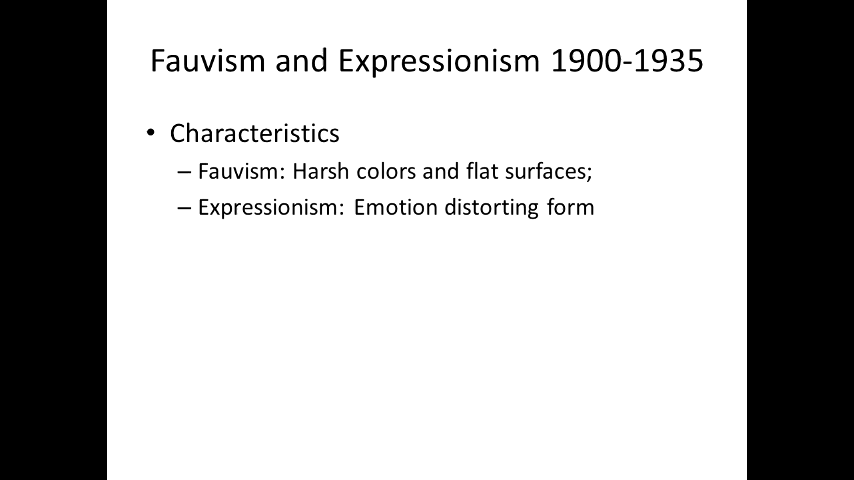 Fauvism and Expressionism 1900-1935
• Characteristics
– Fauvism: Harsh colors and flat surfaces;
– Expressionism: Emotion distorting form